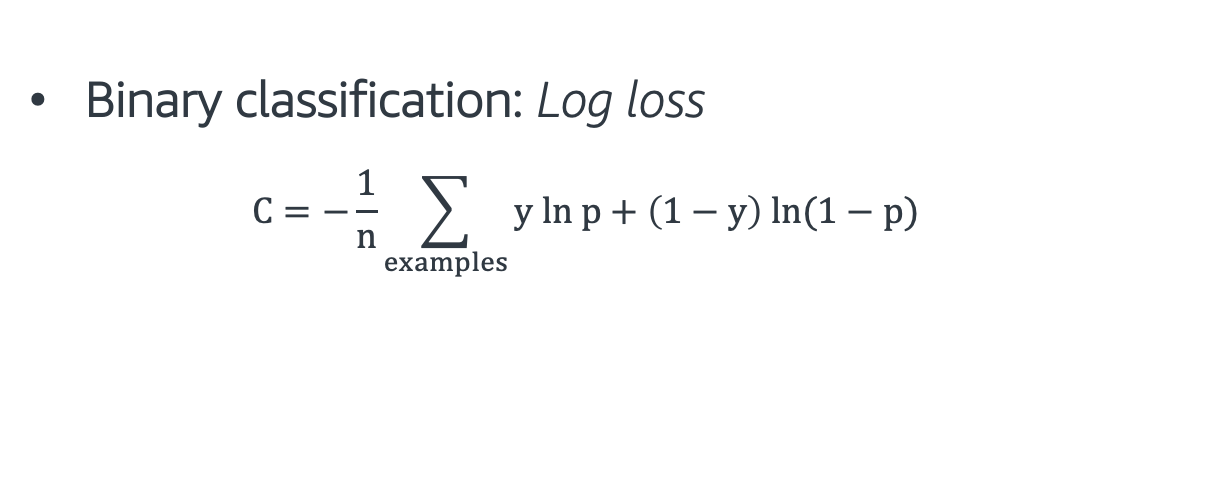 • Binary classification: Log loss
C = −1/n ∑ examples y ln p + (1 − y) ln(1 − p)